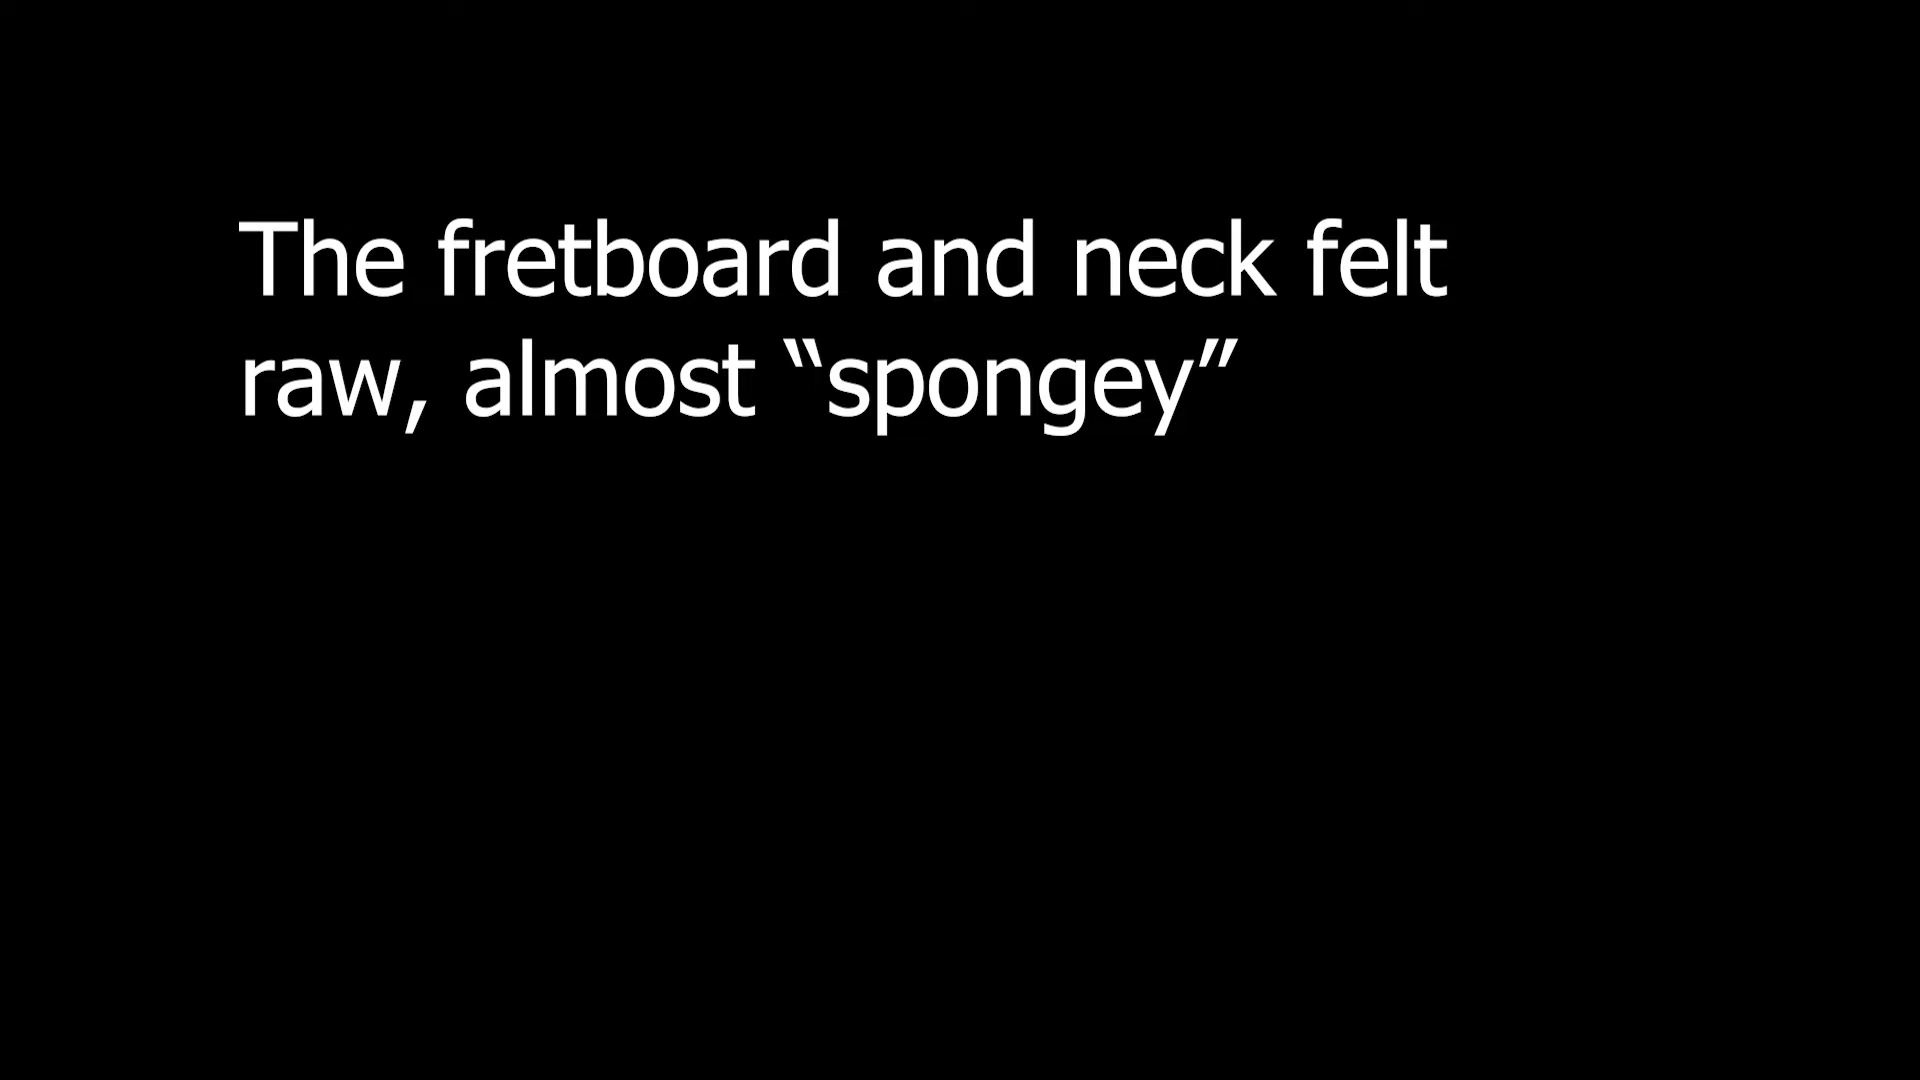 The fretboard and neck felt
raw, almost “spongey”